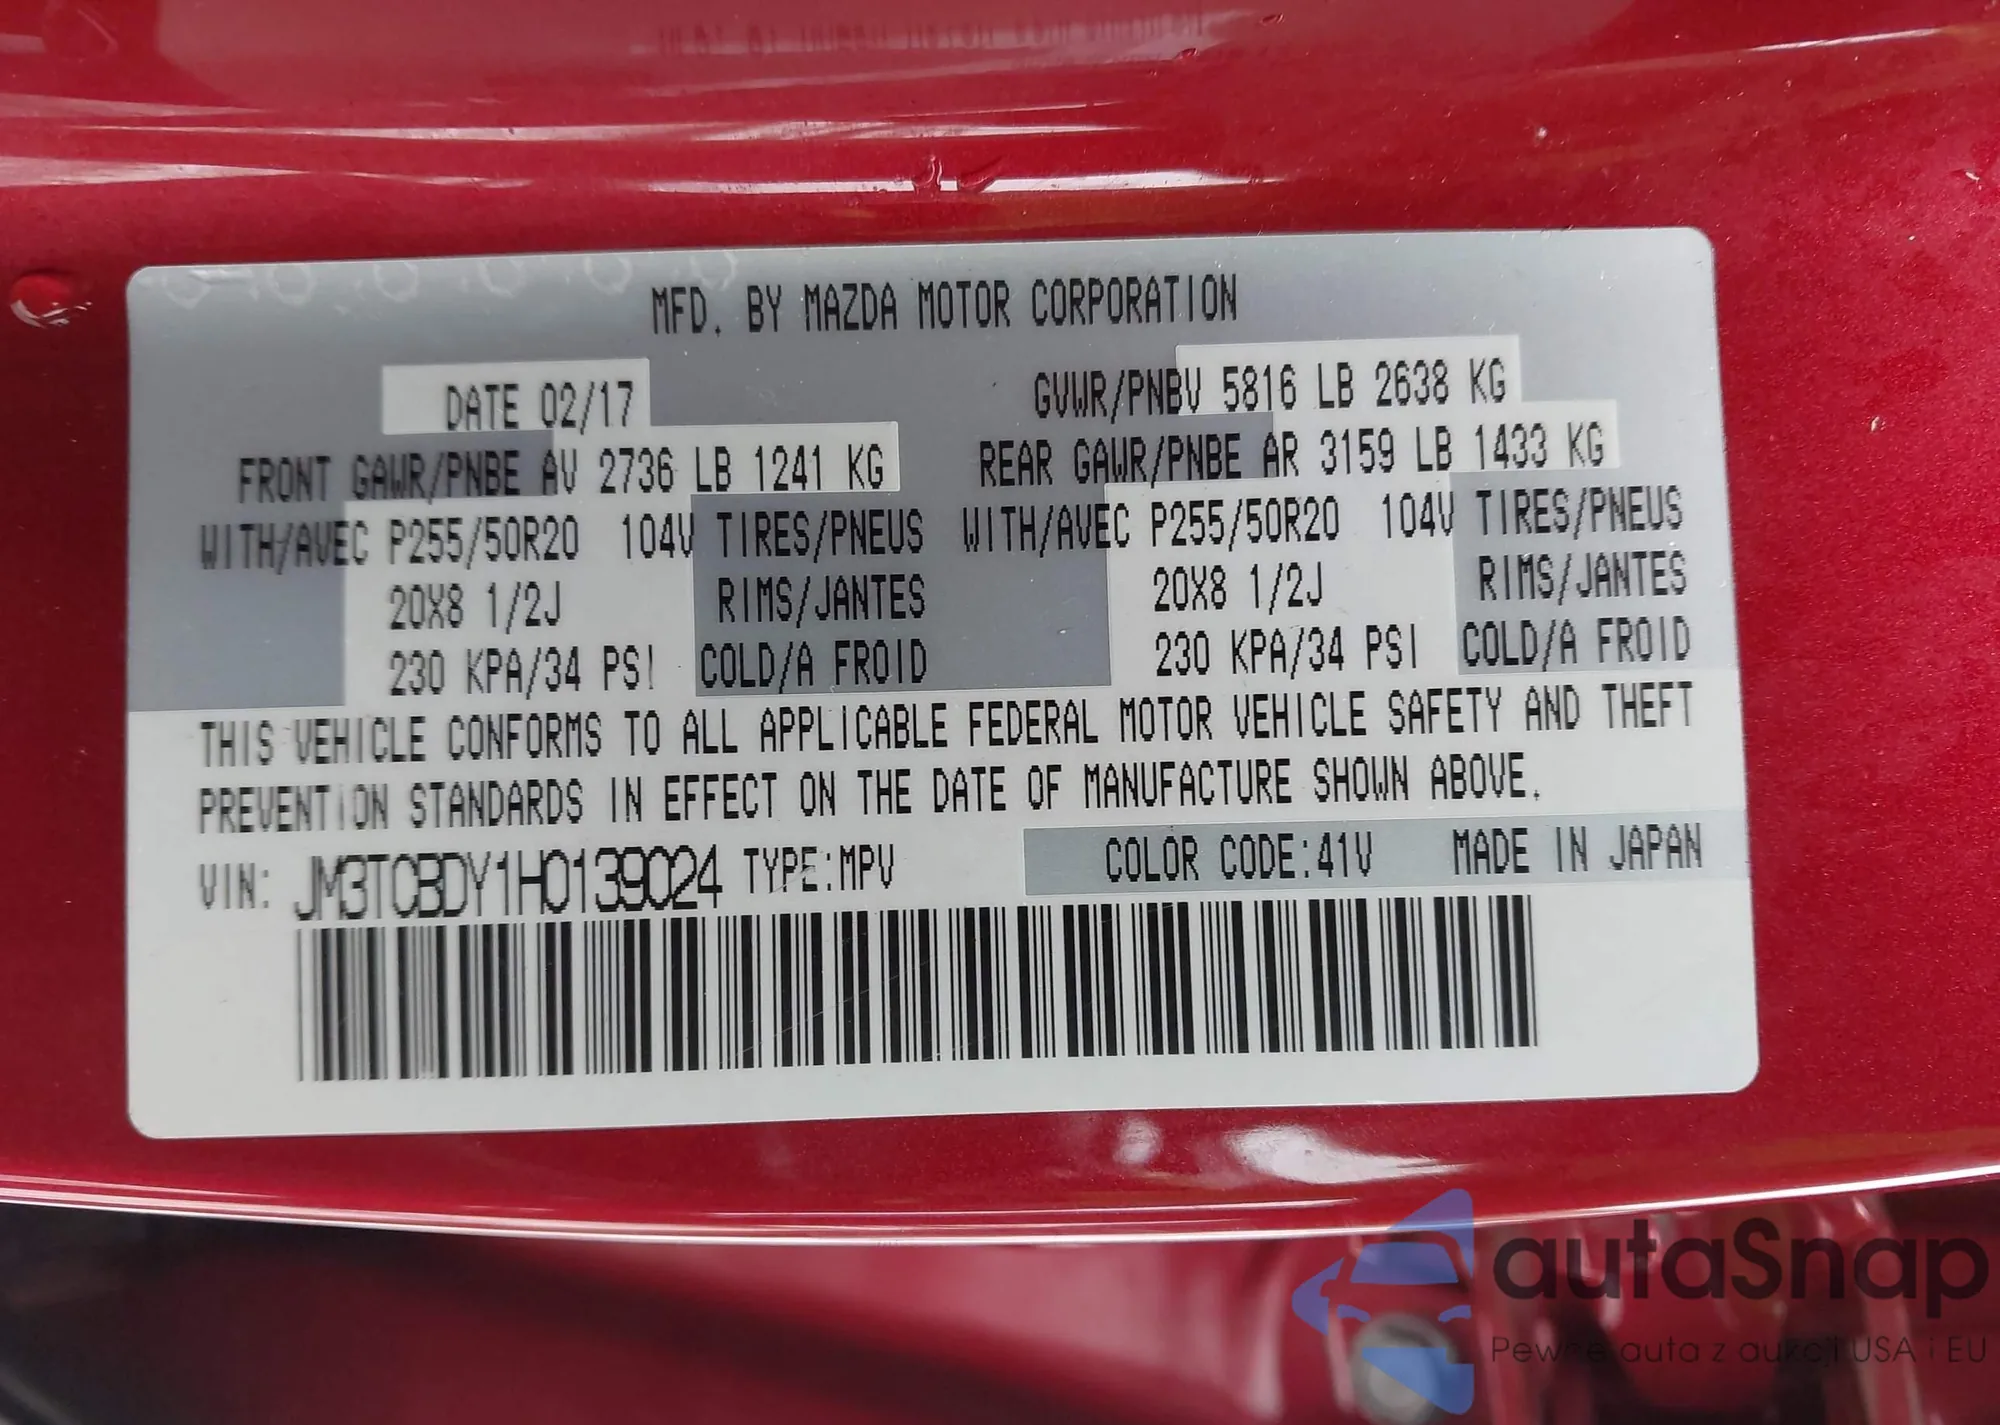 MFD. BY MAZDA MOTOR CORPORATION
DATE 02/17 GVWR/PNBV 5816 LB 2638 KG
FRONT GAWR/PNBE AV 2736 LB 1241 KG REAR GAWR/PNBE AR 3159 LB 1433 KG
WITH/AVEC P255/50R20 104V TIRES/PNEUS WITH/AVEC P255/50R20 104V TIRES/PNEUS
20X8 1/2J RIMS/JANTES 20X8 1/2J RIMS/JANTES
230 KPA/34 PSI COLD/A FROID 230 KPA/34 PSI COLD/A FROID
THIS VEHICLE CONFORMS TO ALL APPLICABLE FEDERAL MOTOR VEHICLE SAFETY AND THEFT
PREVENTION STANDARDS IN EFFECT ON THE DATE OF MANUFACTURE SHOWN ABOVE.
VIN: JM3TCBDY1H0139024 TYPE:MPV COLOR CODE:41V MADE IN JAPAN
autaSnap
Pewne auta z aukcji USA i EU